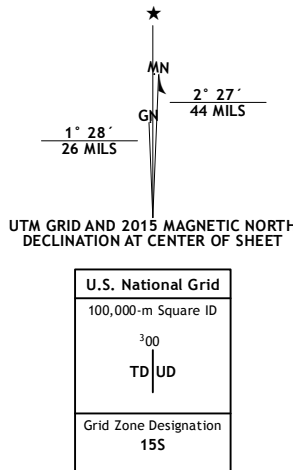 ★
MN
2° 27´
44 MILS
GN
1° 28´
26 MILS
UTM GRID AND 2015 MAGNETIC NORTH
DECLINATION AT CENTER OF SHEET
U.S. National Grid
100,000-m Square ID
³00
TD UD
Grid Zone Designation
15S